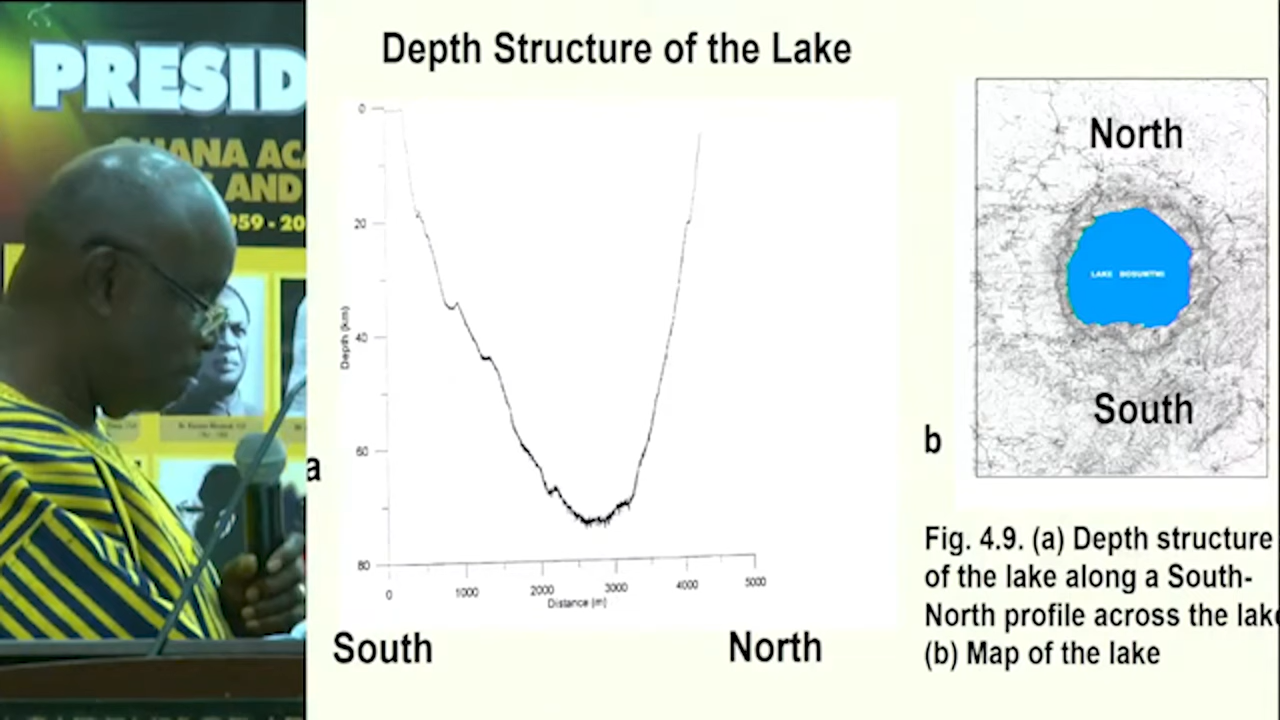 PRESID
GHANA ACA
AND
1959 - 20
Depth Structure of the Lake
0
20
40
60
80
Depth (km)
0
1000
2000
3000
4000
5000
Distance (m)
South
North
a
North
LAKE BOSUMTWI
South
b
Fig. 4.9. (a) Depth structure
of the lake along a South-
North profile across the lake
(b) Map of the lake